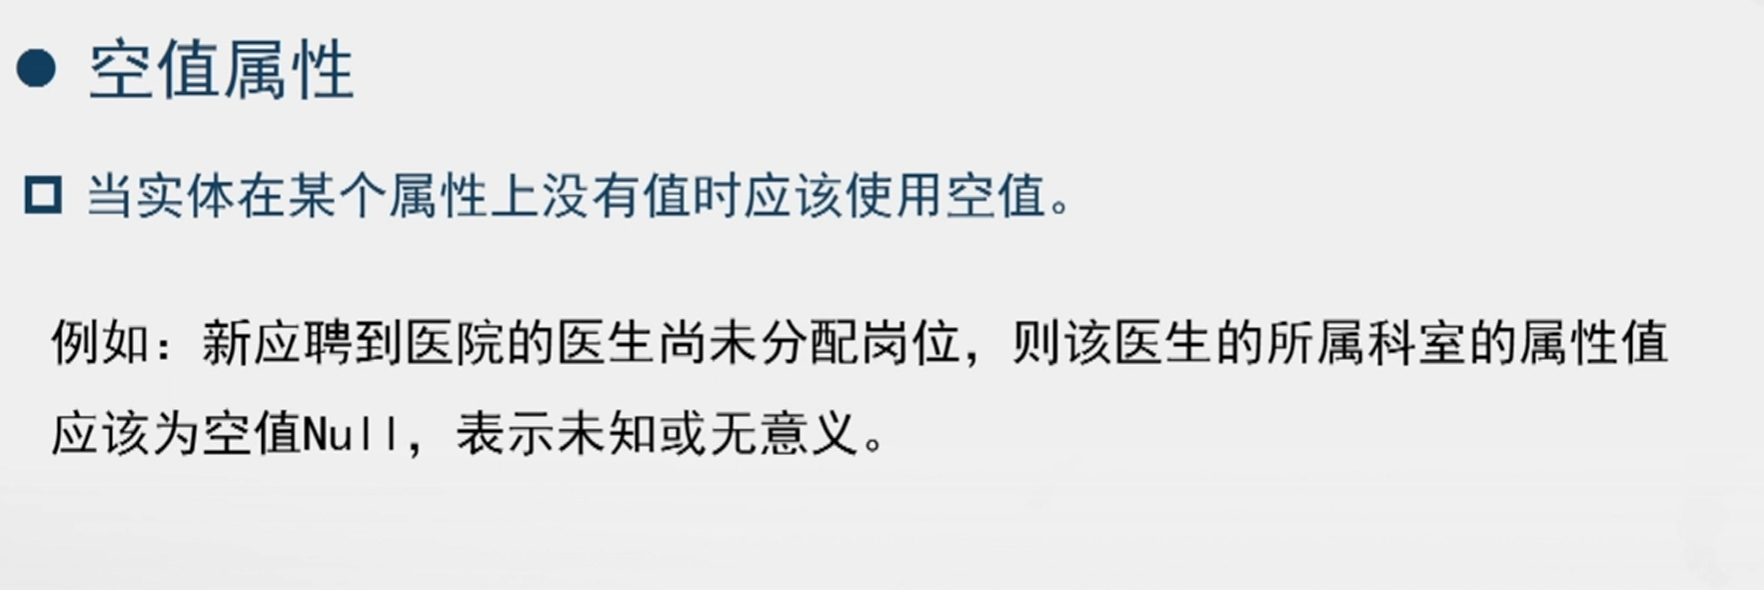 空值属性
当实体在某个属性上没有值时应该使用空值。
例如：新应聘到医院的医生尚未分配岗位，则该医生的所属科室的属性值
应该为空值Null，表示未知或无意义。